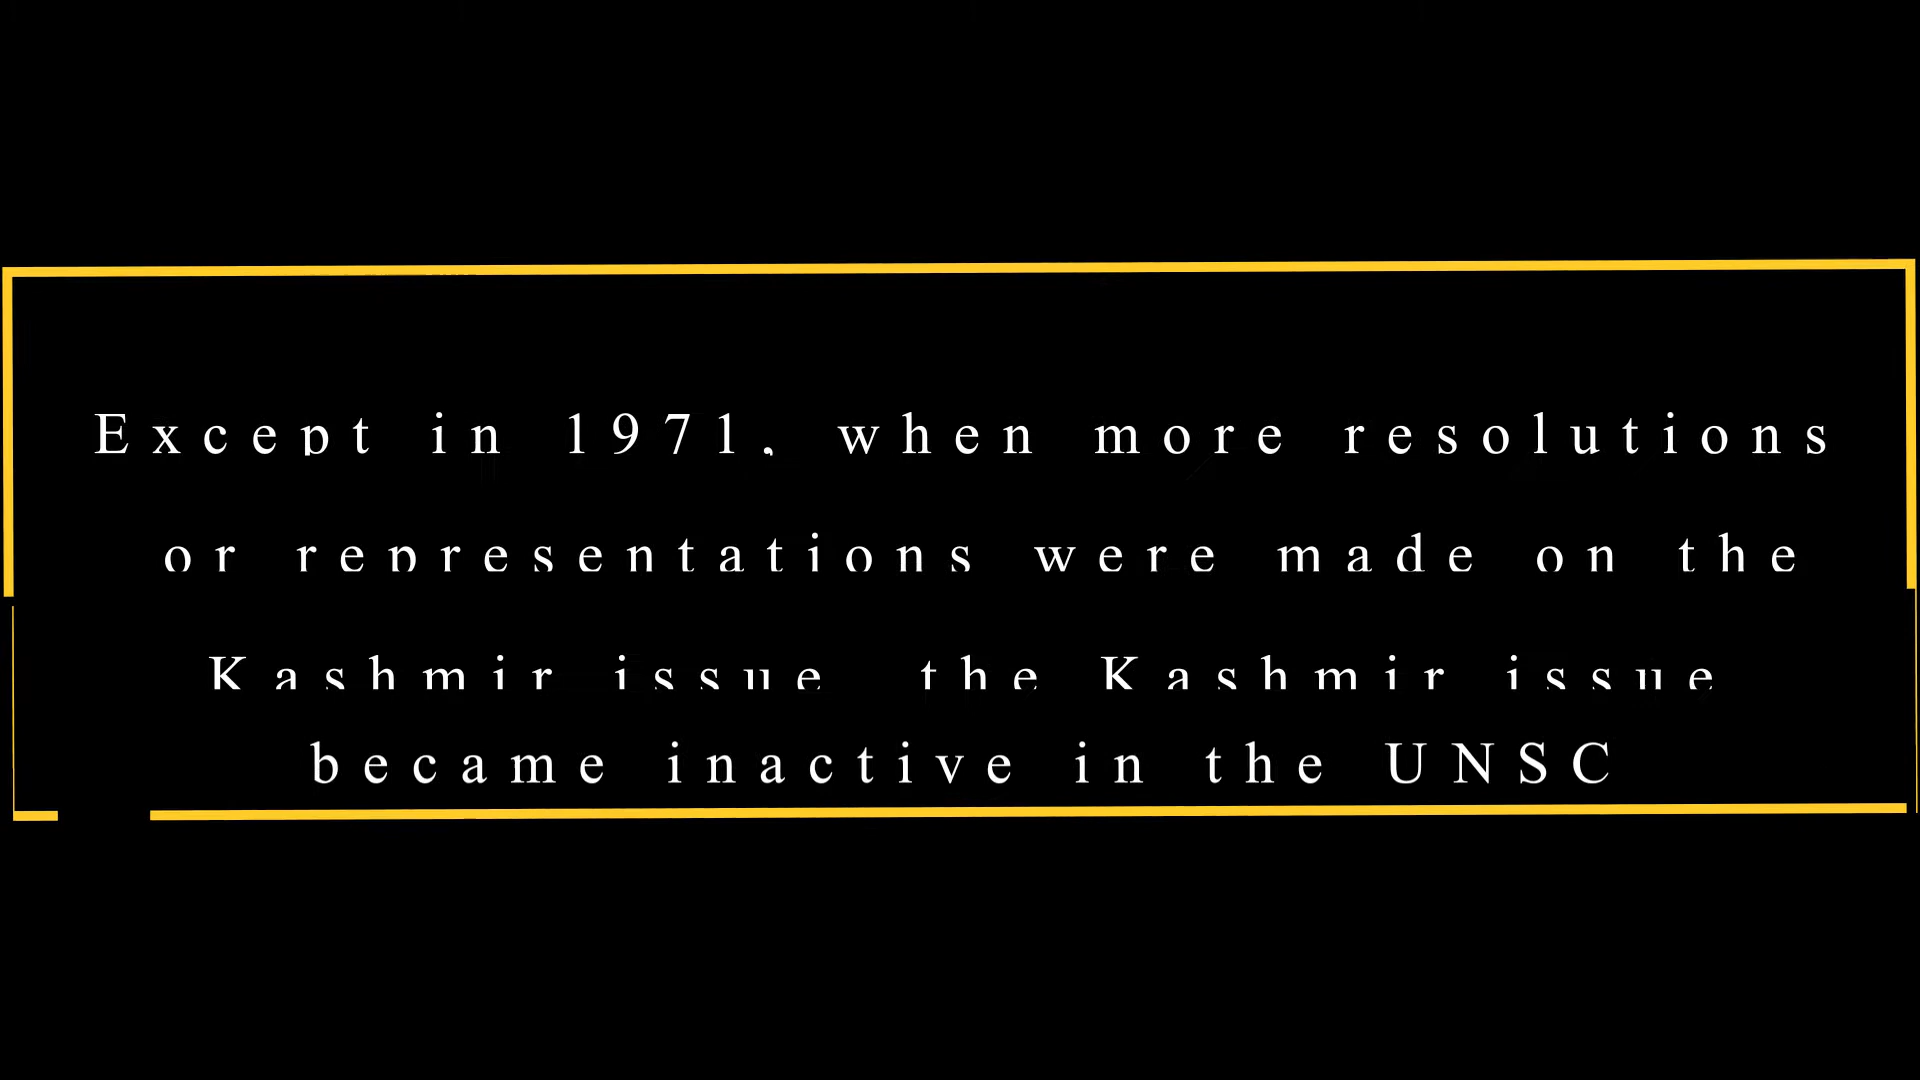 Except in 1971, when more resolutions
or representations were made on the
Kashmir issue the Kashmir issue
became inactive in the UNSC